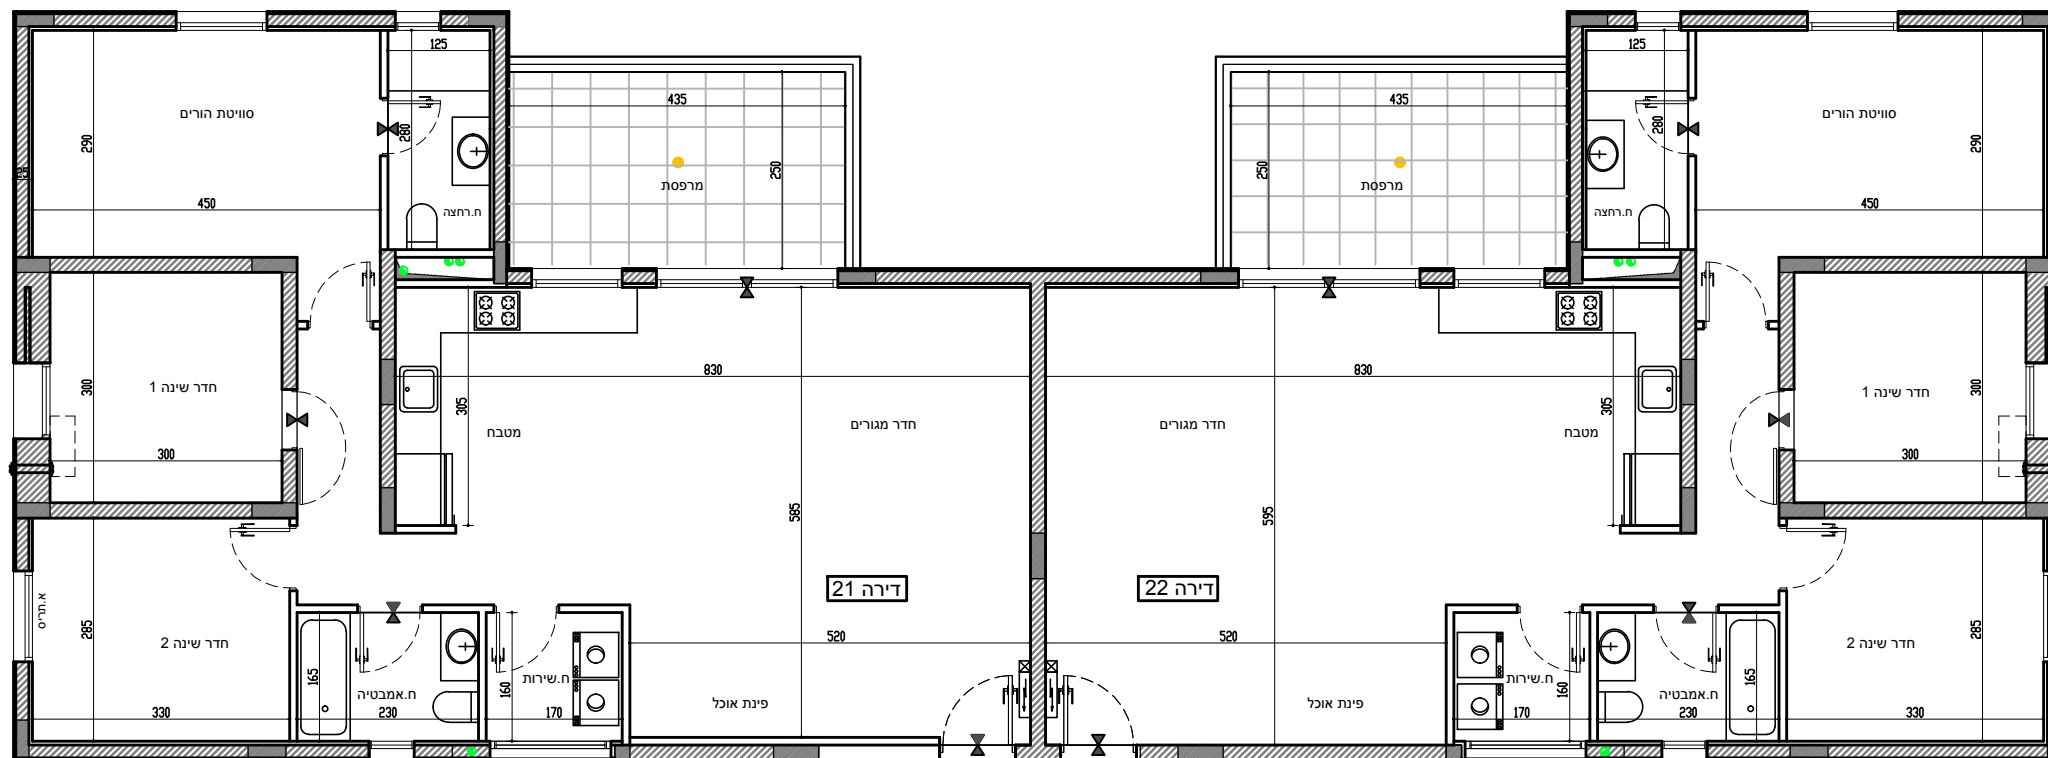 125
435
280
סוויטת הורים
290
250
מרפסת
25
450
ח.רחצה
830
300
חדר שינה 1
305
חדר מגורים
מטבח
300
585
דירה 21
א.תריס
285
חדר שינה 2
520
165
ח.אמבטיה
ח.שירות
160
פינת אוכל
330
230
170
125
435
280
סוויטת הורים
290
250
מרפסת
450
ח.רחצה
830
300
חדר שינה 1
305
חדר מגורים
מטבח
300
595
דירה 22
285
חדר שינה 2
520
165
ח.אמבטיה
ח.שירות
160
פינת אוכל
170
230
330